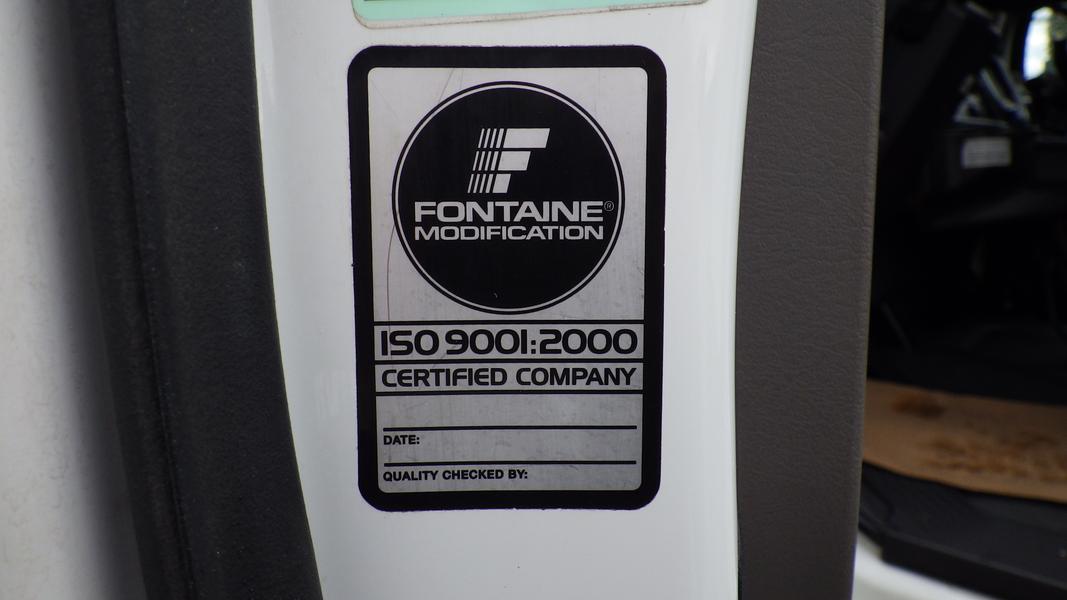 FONTAINE®
MODIFICATION
ISO 9001:2000
CERTIFIED COMPANY
DATE:
QUALITY CHECKED BY: